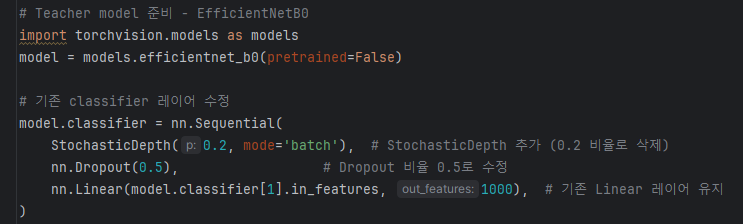 # Teacher model 준비 - EfficientNetB0
import torchvision.models as models
model = models.efficientnet_b0(pretrained=False)
# 기존 classifier 레이어 수정
model.classifier = nn.Sequential(
StochasticDepth( p: 0.2, mode='batch'),  # StochasticDepth 추가 (0.2 비율로 삭제)
nn.Dropout(0.5),  # Dropout 비율 0.5로 수정
nn.Linear(model.classifier[1].in_features,  out_features: 1000),  # 기존 Linear 레이어 유지
)